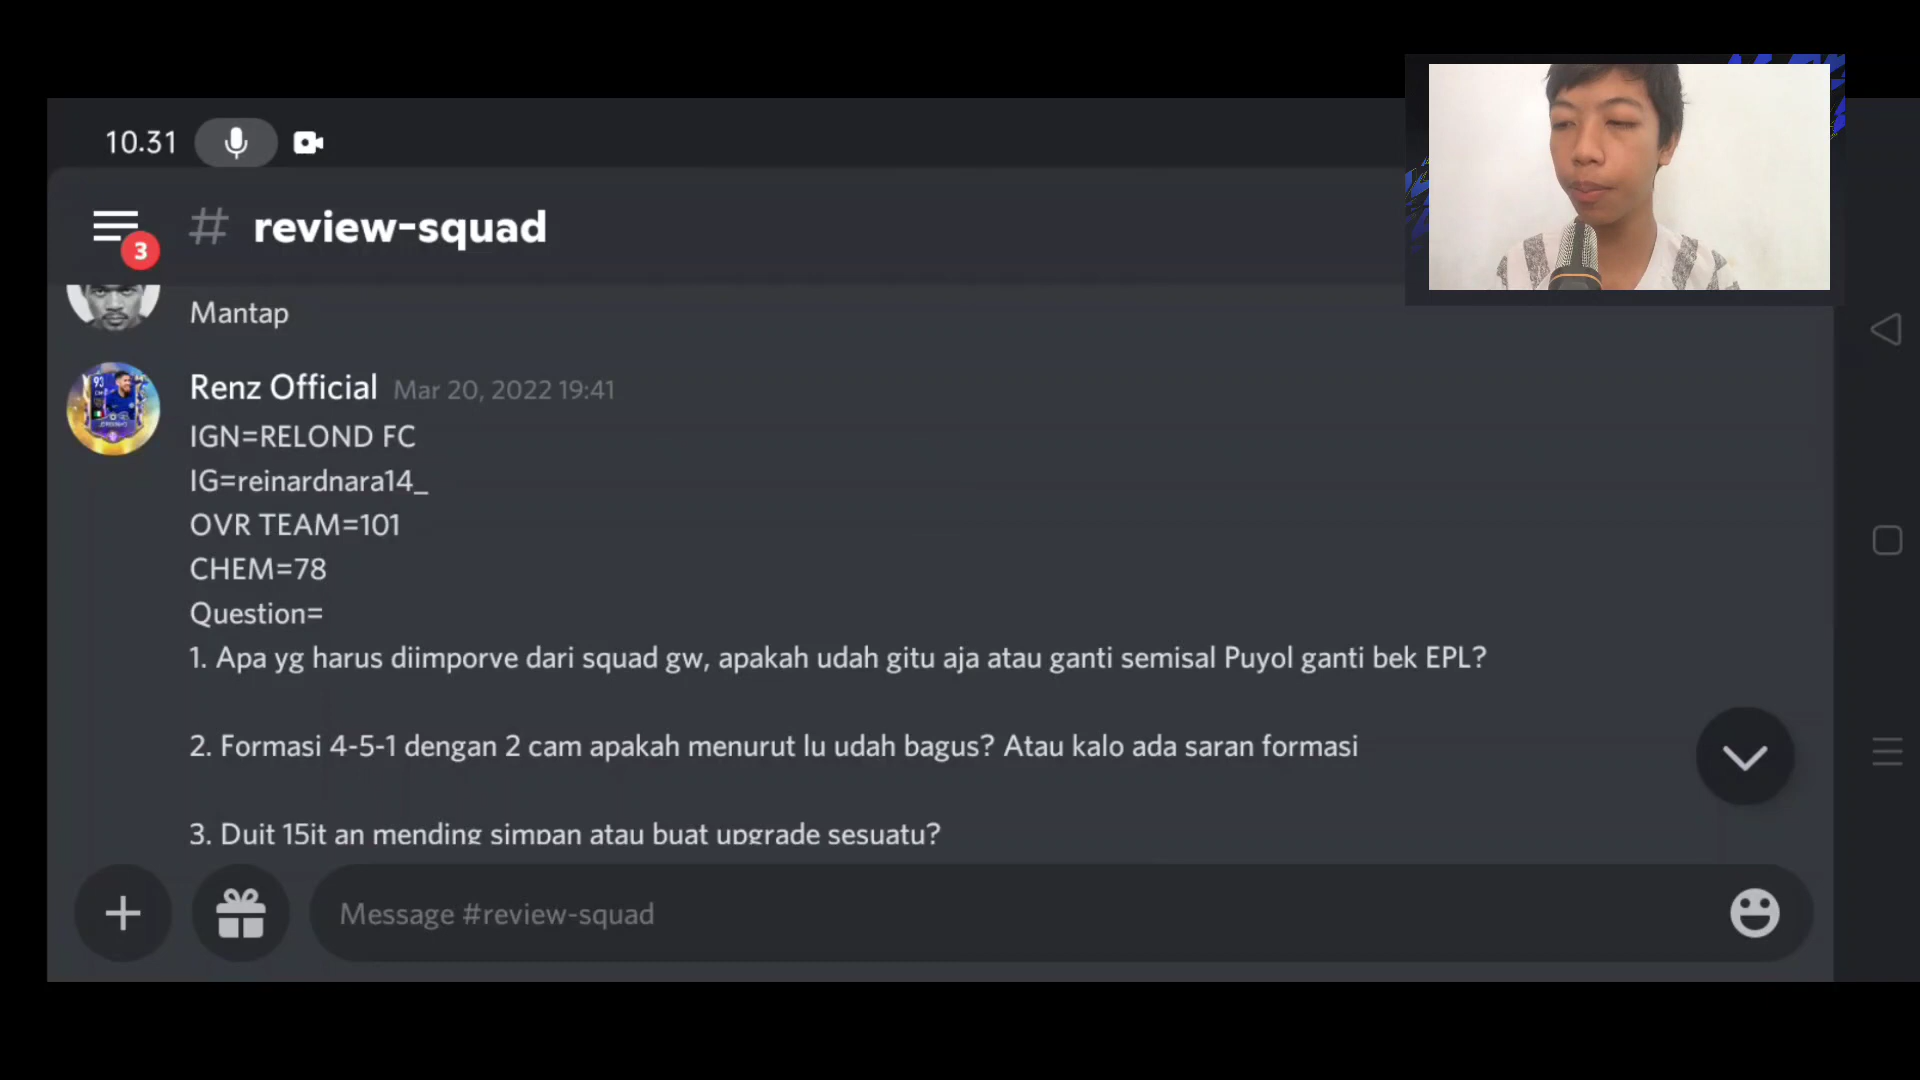 10.31
# review-squad
3
Mantap
Renz Official Mar 20, 2022 19:41
IGN=RELOND FC
IG=reinardnara14_
OVR TEAM=101
CHEM=78
Question=
1. Apa yg harus diimporve dari squad gw, apakah udah gitu aja atau ganti semisal Puyol ganti bek EPL?
2. Formasi 4-5-1 dengan 2 cam apakah menurut lu udah bagus? Atau kalo ada saran formasi
3. Duit 15jt an mending simpan atau buat upgrade sesuatu?
Message #review-squad